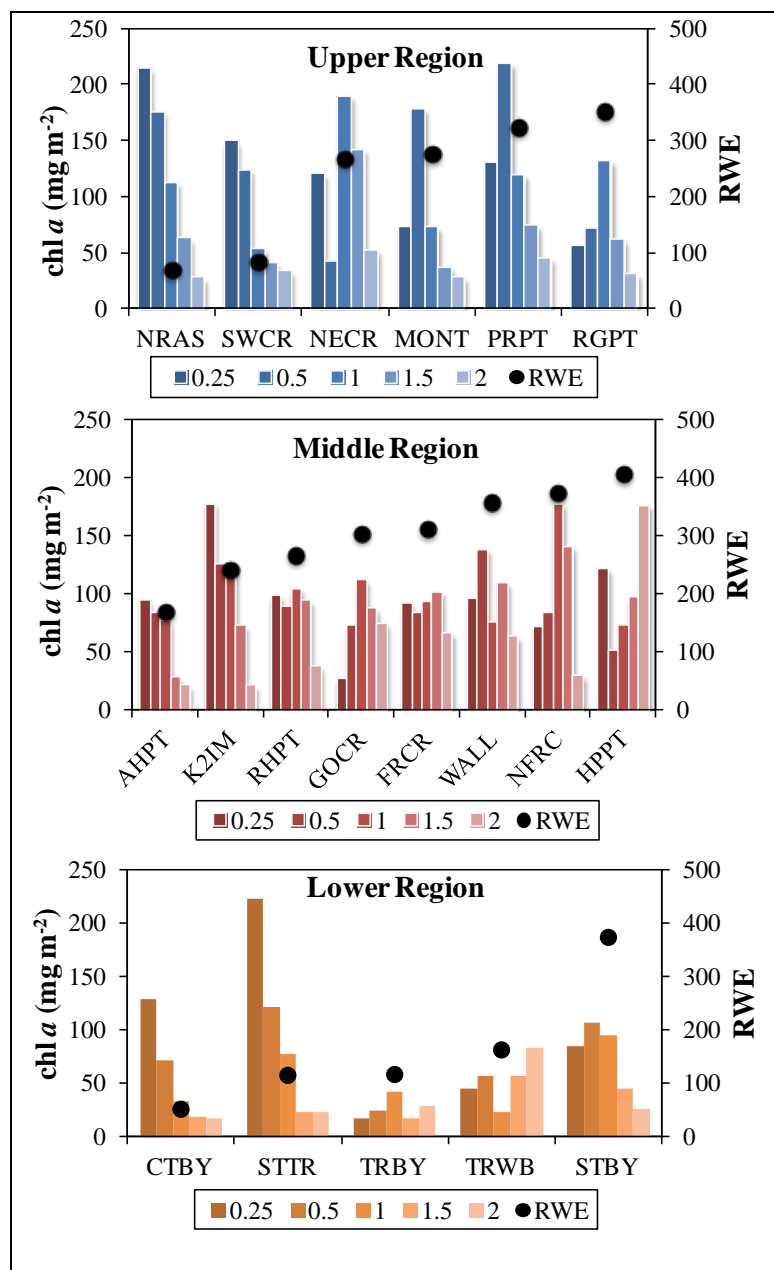 Upper Region
250 500
200 400
150 300
100 200
50 100
0 0
chl a (mg m-2)
RWE
NRAS SWCR NECR MONT PRPT RGPT
0.25 0.5 1 1.5 2 RWE
Middle Region
250 500
200 400
150 300
100 200
50 100
0 0
chl a (mg m-2)
RWE
AHPT K2IM RHPT GOCR FRCR WALL NFRC HPPT
0.25 0.5 1 1.5 2 RWE
Lower Region
250 500
200 400
150 300
100 200
50 100
0 0
chl a (mg m-2)
RWE
CTBY STTR TRBY TRWB STBY
0.25 0.5 1 1.5 2 RWE